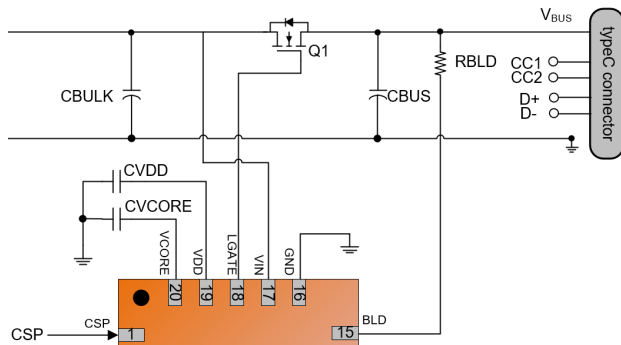 VBUS
Q1
RBLD
typeC connector
CC1
CC2
D+
D-
CBULK
CBUS
CVDD
CVCORE
VCORE
VDD
LGATE
VIN
GND
20
19
18
17
16
CSP
CSP
1
15
BLD